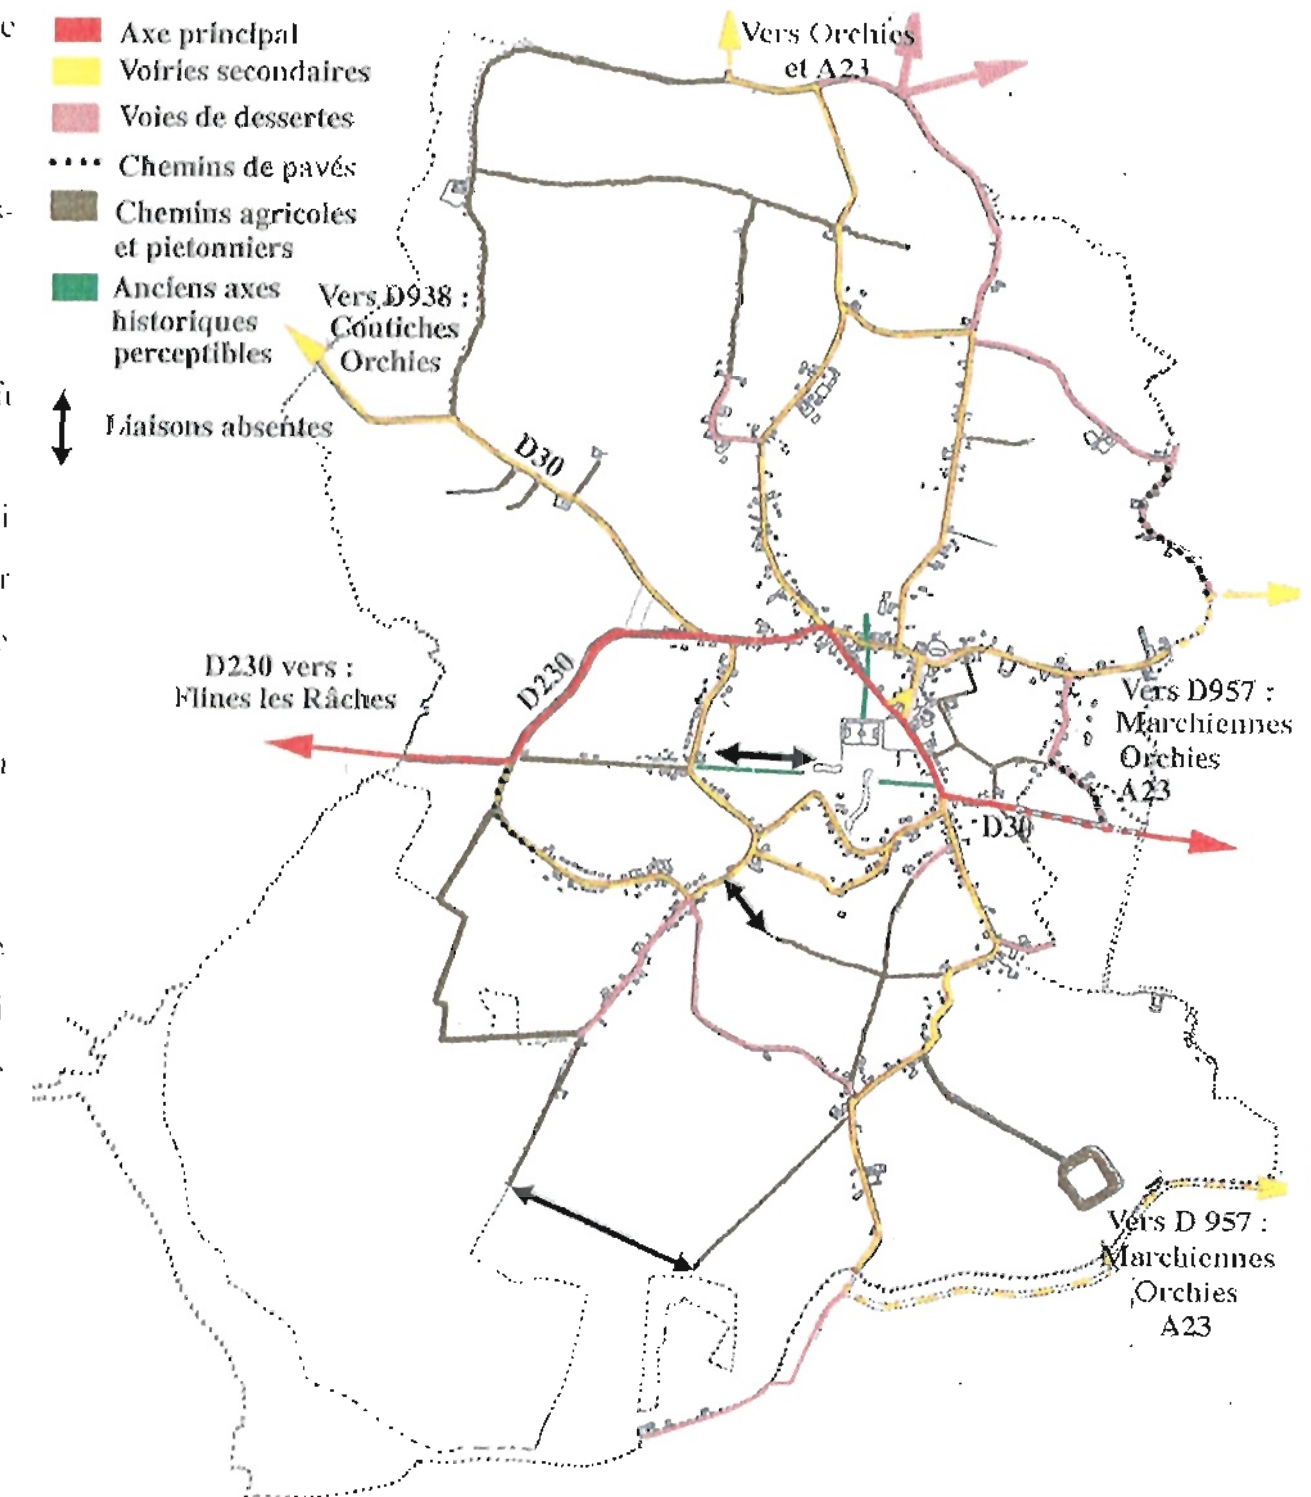 Axe principal
Voiries secondaires
Voies de dessertes
Chemins de pavés
Chemins agricoles
et pietonniers
Anciens axes
historiques
perceptibles
Liaisons absentes
Vers Orchies
et A23
Vers D938 :
Coutiches
Orchies
D30
D230 vers :
Flines les Râches
D230
Vers D957 :
Marchiennes
Orchies
A23
D30
Vers D 957 :
Marchiennes
Orchies
A23